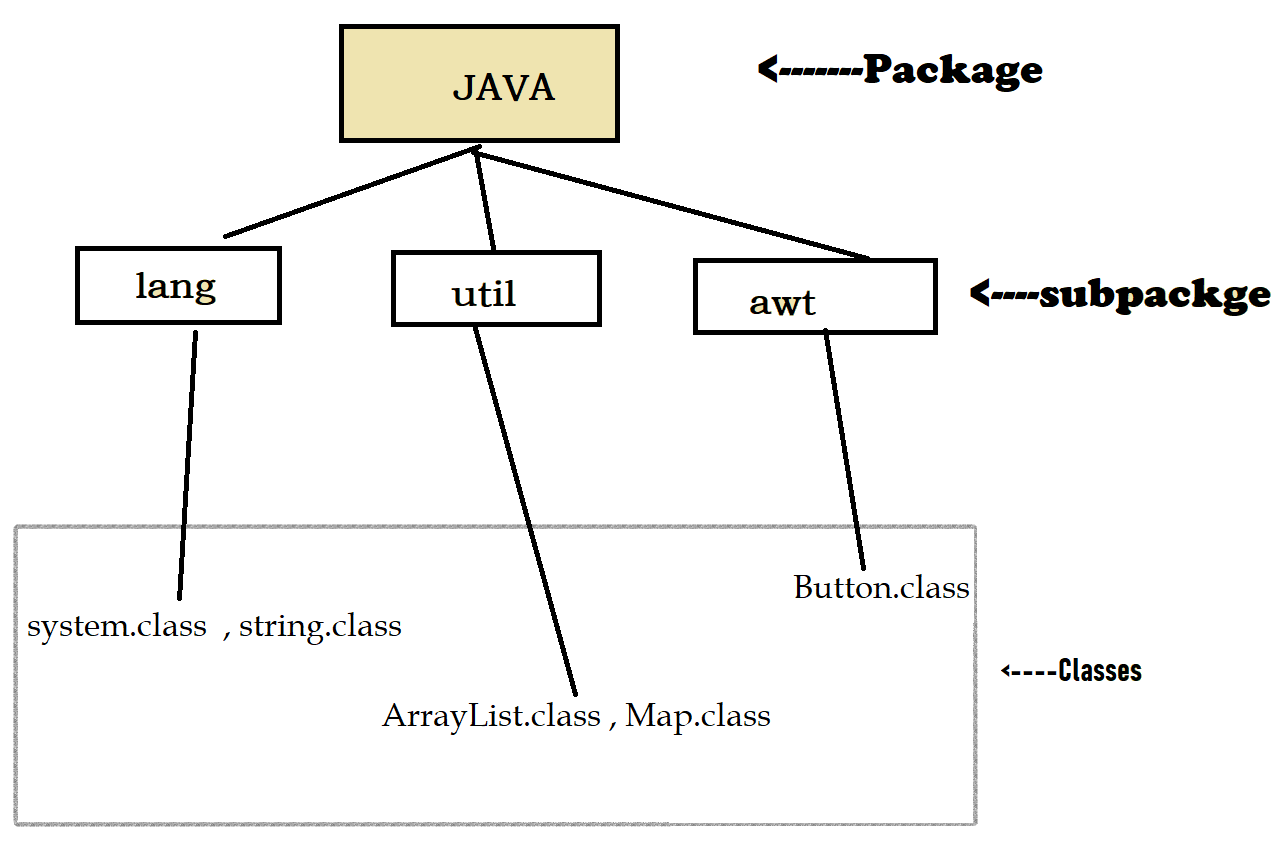 JAVA
<-------Package
lang
util
awt
<----subpackge
Button.class
system.class , string.class
<----Classes
ArrayList.class , Map.class